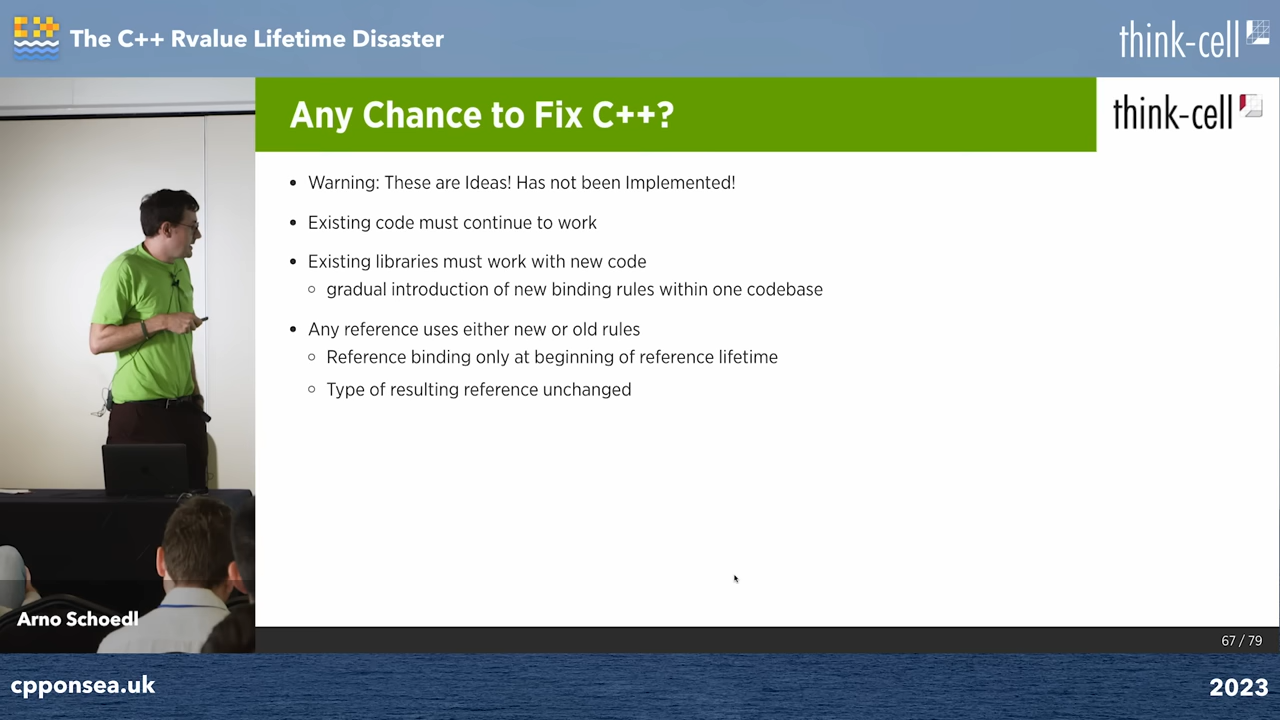 C++
The C++ Rvalue Lifetime Disaster
think-cell
Any Chance to Fix C++?
think-cell
• Warning: These are Ideas! Has not been Implemented!
• Existing code must continue to work
• Existing libraries must work with new code
○ gradual introduction of new binding rules within one codebase
• Any reference uses either new or old rules
○ Reference binding only at beginning of reference lifetime
○ Type of resulting reference unchanged
Arno Schoedl
67 / 79
cpponsea.uk
2023